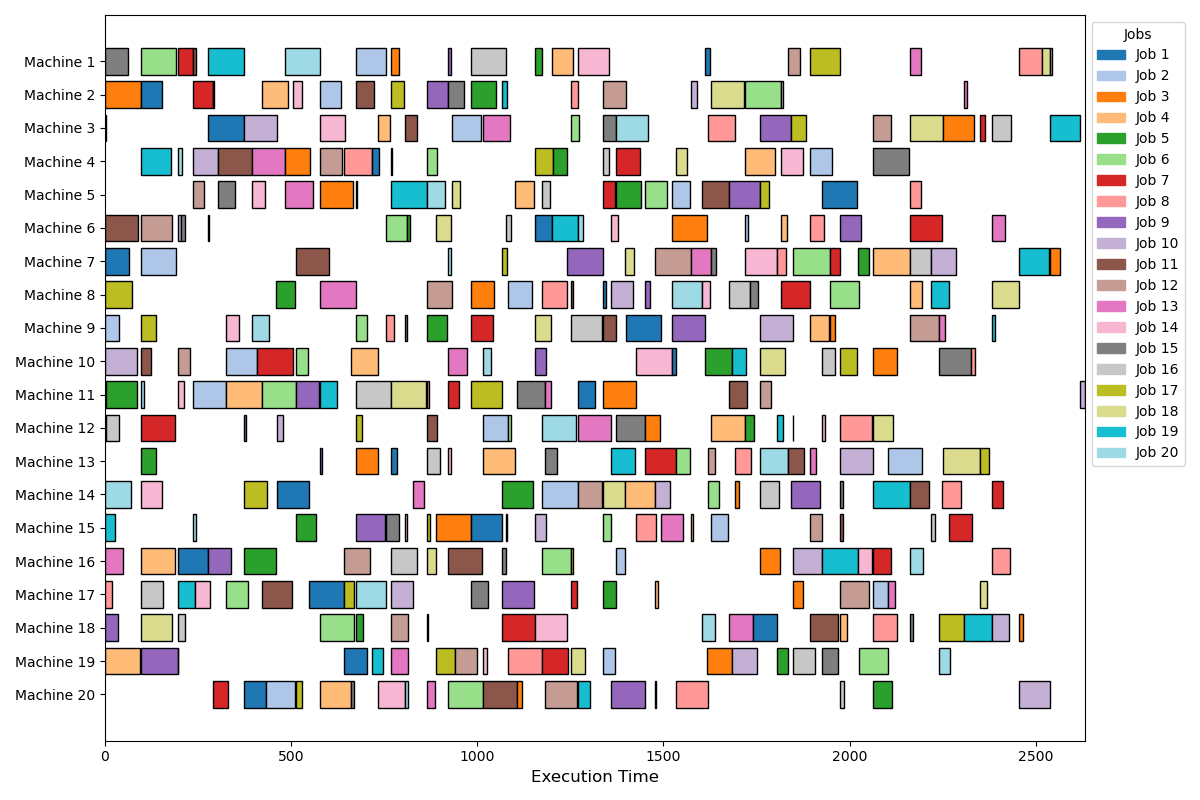 Machine 1
Machine 2
Machine 3
Machine 4
Machine 5
Machine 6
Machine 7
Machine 8
Machine 9
Machine 10
Machine 11
Machine 12
Machine 13
Machine 14
Machine 15
Machine 16
Machine 17
Machine 18
Machine 19
Machine 20
0 500 1000 1500 2000 2500
Execution Time
Jobs
Job 1
Job 2
Job 3
Job 4
Job 5
Job 6
Job 7
Job 8
Job 9
Job 10
Job 11
Job 12
Job 13
Job 14
Job 15
Job 16
Job 17
Job 18
Job 19
Job 20